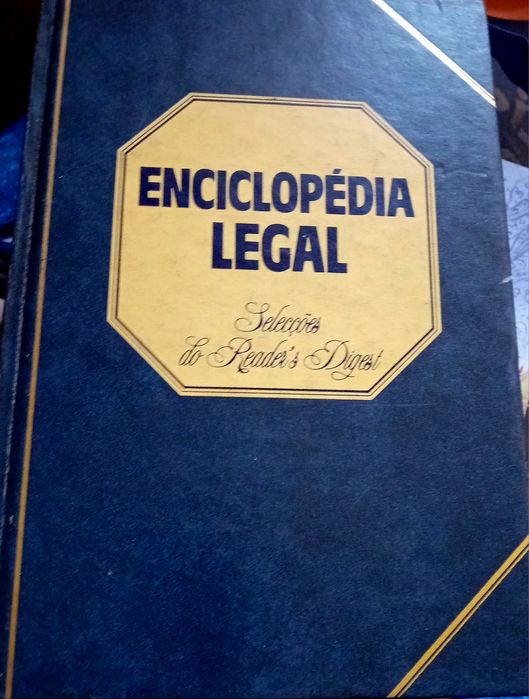 ENCICLOPÉDIA
LEGAL
Selecções
do Reader's Digest